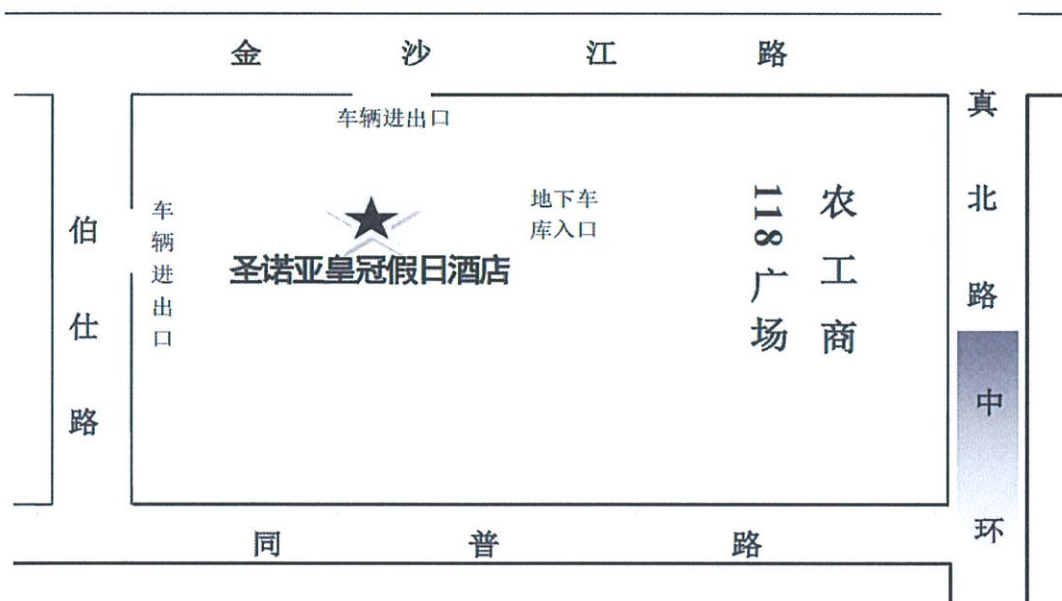 金沙江路
车辆进出口
真北路
伯仕路
车辆进出口
地下车
库入口
圣诺亚皇冠假日酒店
农工商
118广场
中环
同普路